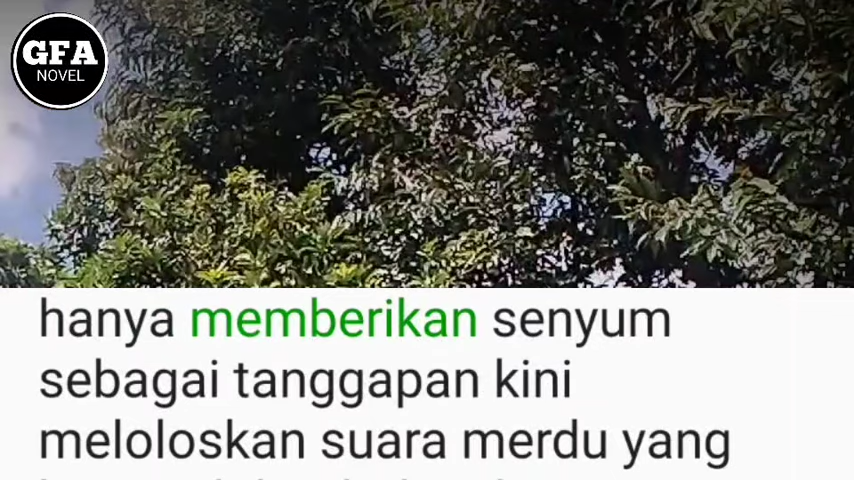 GFA
NOVEL
hanya memberikan senyum
sebagai tanggapan kini
meloloskan suara merdu yang